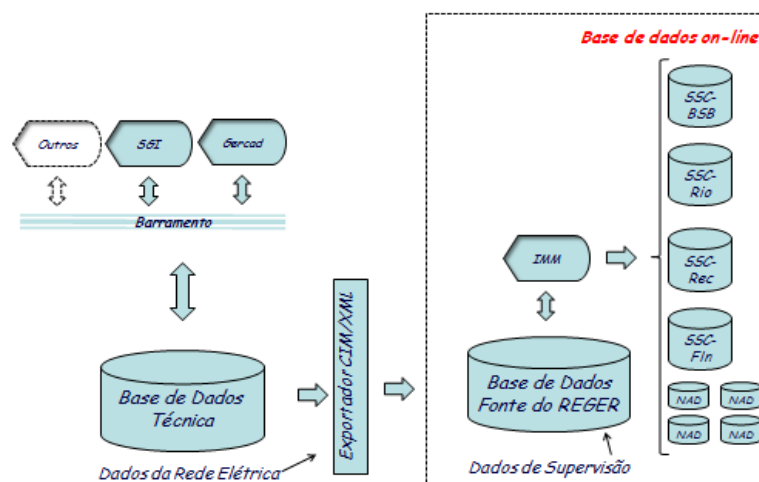 Base de dados on-line
Outros
SGI
Gercad
Barramento
SSC-
BSB
SSC-
Rio
IMM
SSC-
Rec
SSC-
Fln
Base de Dados
Técnica
Exportador CIM/XML
Base de Dados
Fonte do REGER
NAD
NAD
NAD
NAD
Dados da Rede Elétrica
Dados de Supervisão